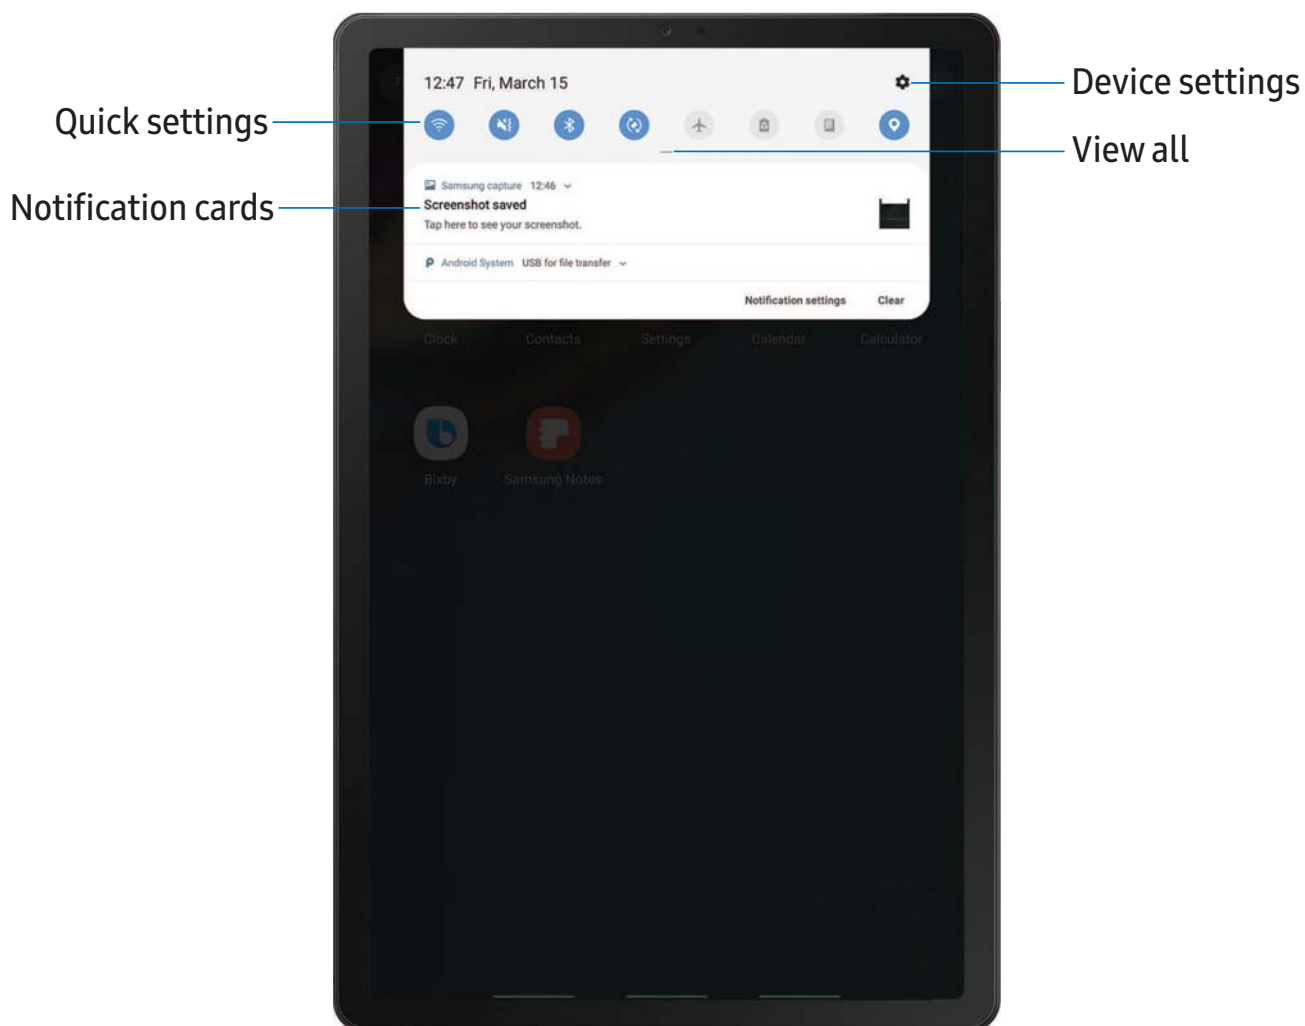 12:47 Fri, March 15
Device settings
Quick settings
View all
Samsung capture 12:46
Notification cards
Screenshot saved
Tap here to see your screenshot.
Android System USB for file transfer
Notification settings Clear
Clock Contacts Settings Calendar Calculator
Bixby Samsung Notes